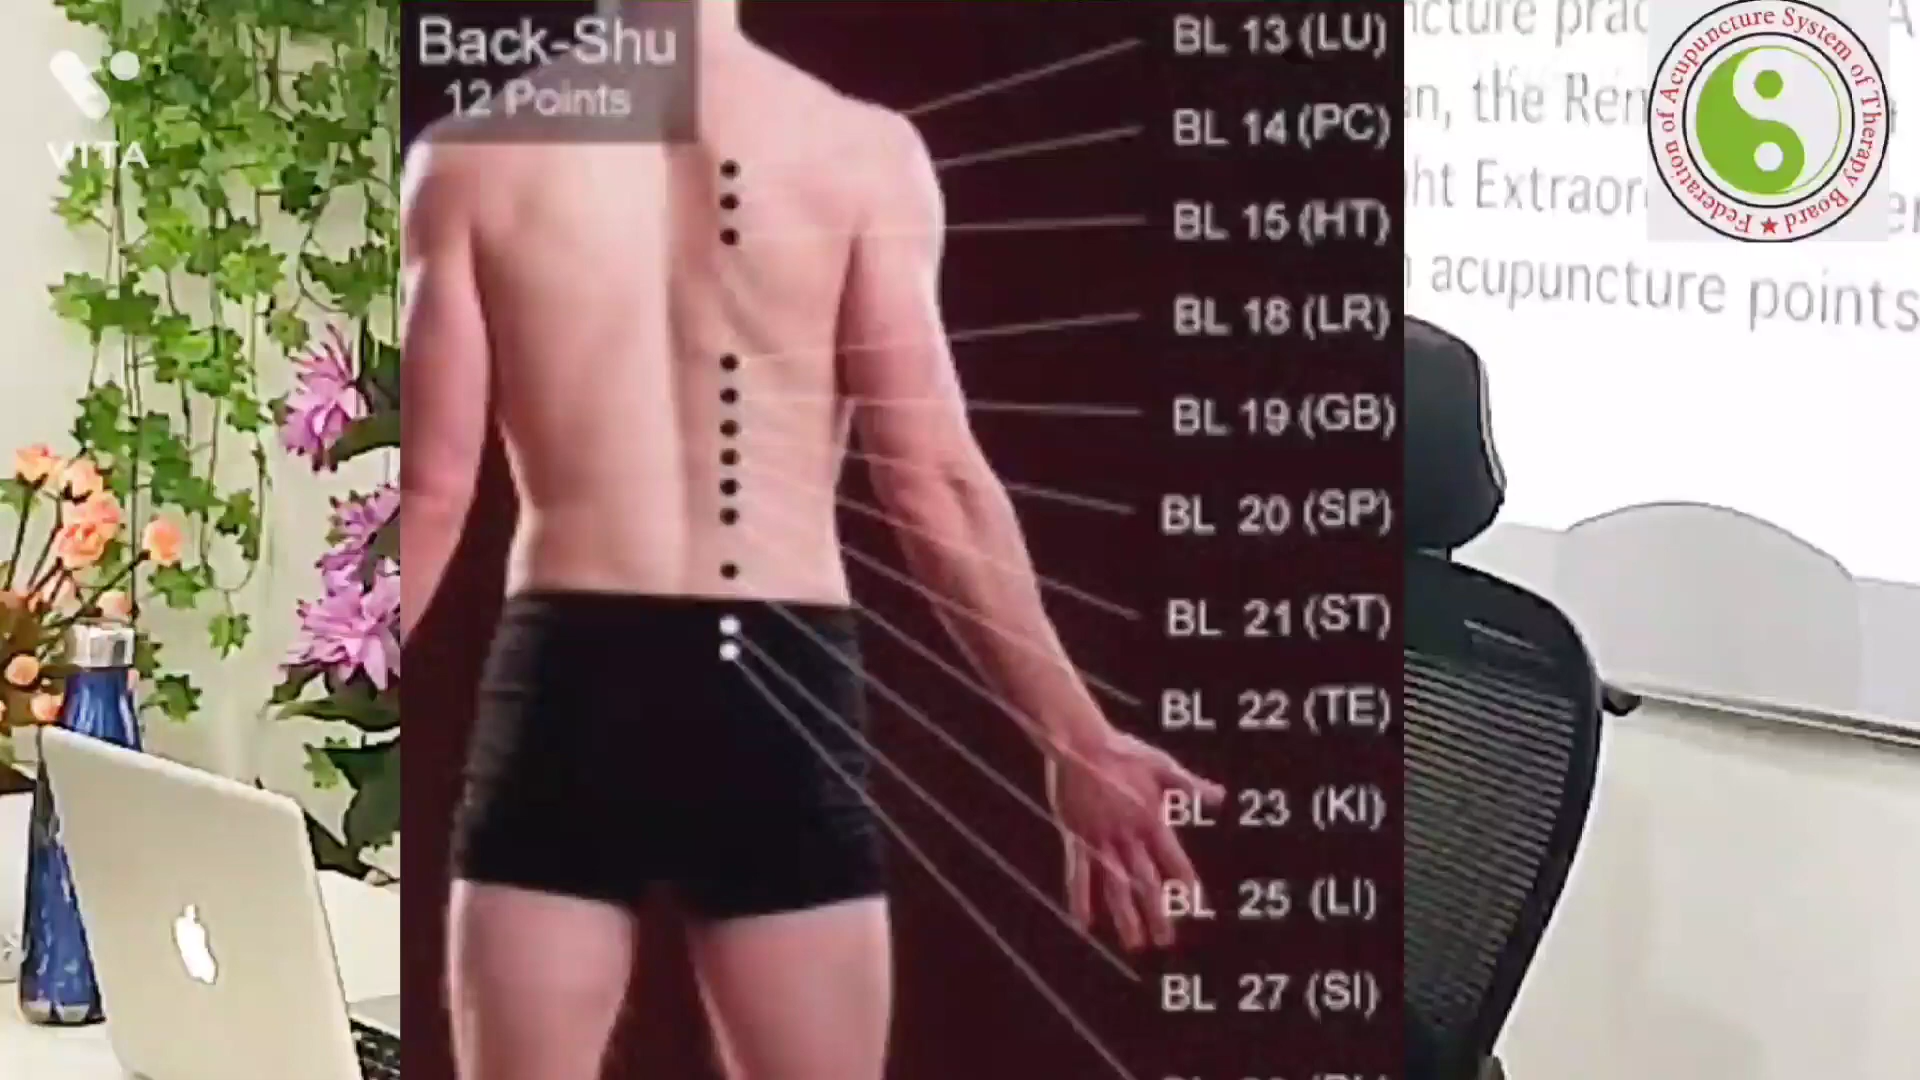 VITA
Back-Shu
12 Points
BL 13 (LU)
BL 14 (PC)
BL 15 (HT)
BL 18 (LR)
BL 19 (GB)
BL 20 (SP)
BL 21 (ST)
BL 22 (TE)
BL 23 (KI)
BL 25 (LI)
BL 27 (SI)
the
Extraor
acupuncture points
Federation of Acupuncture System of Therapy Board